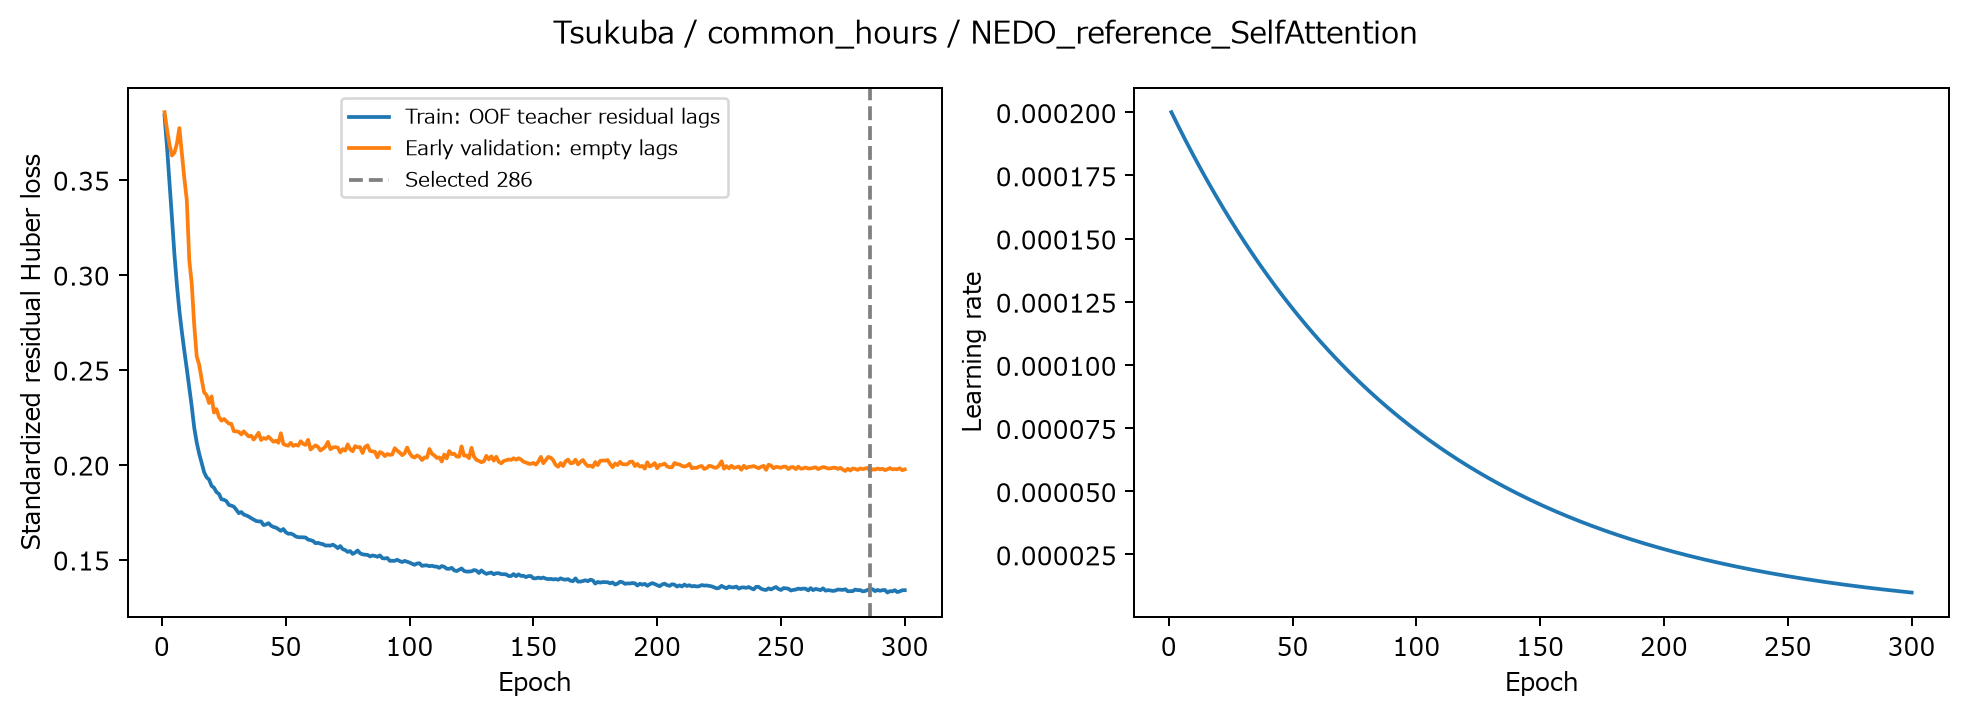 Tsukuba / common_hours / NEDO_reference_SelfAttention
Standardized residual Huber loss
0.35
0.30
0.25
0.20
0.15
Train: OOF teacher residual lags
Early validation: empty lags
Selected 286
0 50 100 150 200 250 300
Epoch
Learning rate
0.000200
0.000175
0.000150
0.000125
0.000100
0.000075
0.000050
0.000025
0 50 100 150 200 250 300
Epoch